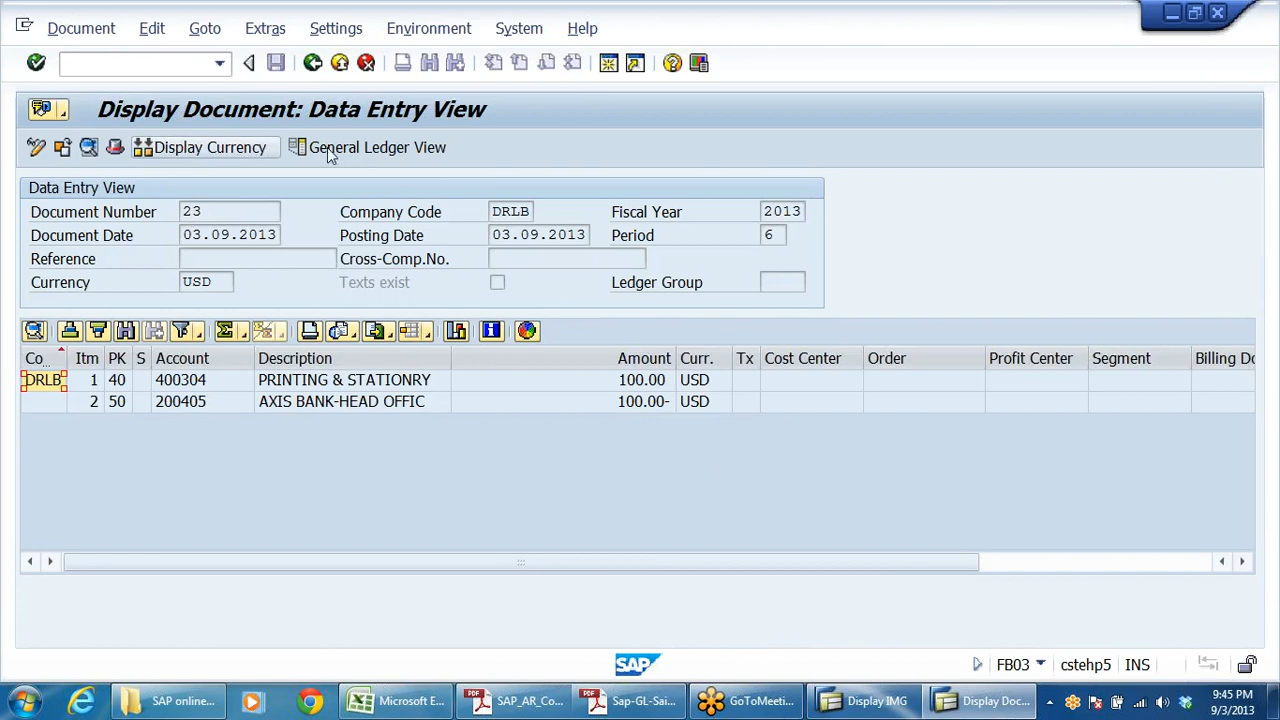 Document Edit Goto Extras Settings Environment System Help
Display Document: Data Entry View
Display Currency General Ledger View
Data Entry View
Document Number 23 Company Code DRLB Fiscal Year 2013
Document Date 03.09.2013 Posting Date 03.09.2013 Period 6
Reference Cross-Comp.No.
Currency USD Texts exist Ledger Group
Co... Itm PK S Account Description Amount Curr. Tx Cost Center Order Profit Center Segment Billing Do
DRLB 1 40 400304 PRINTING & STATIONRY 100.00 USD
2 50 200405 AXIS BANK-HEAD OFFIC 100.00- USD
SAP FB03 cstehp5 INS
SAP online... Microsoft E... SAP_AR_Co... Sap-GL-Sai... GoToMeeti... Display IMG Display Doc... 9:45 PM
9/3/2013